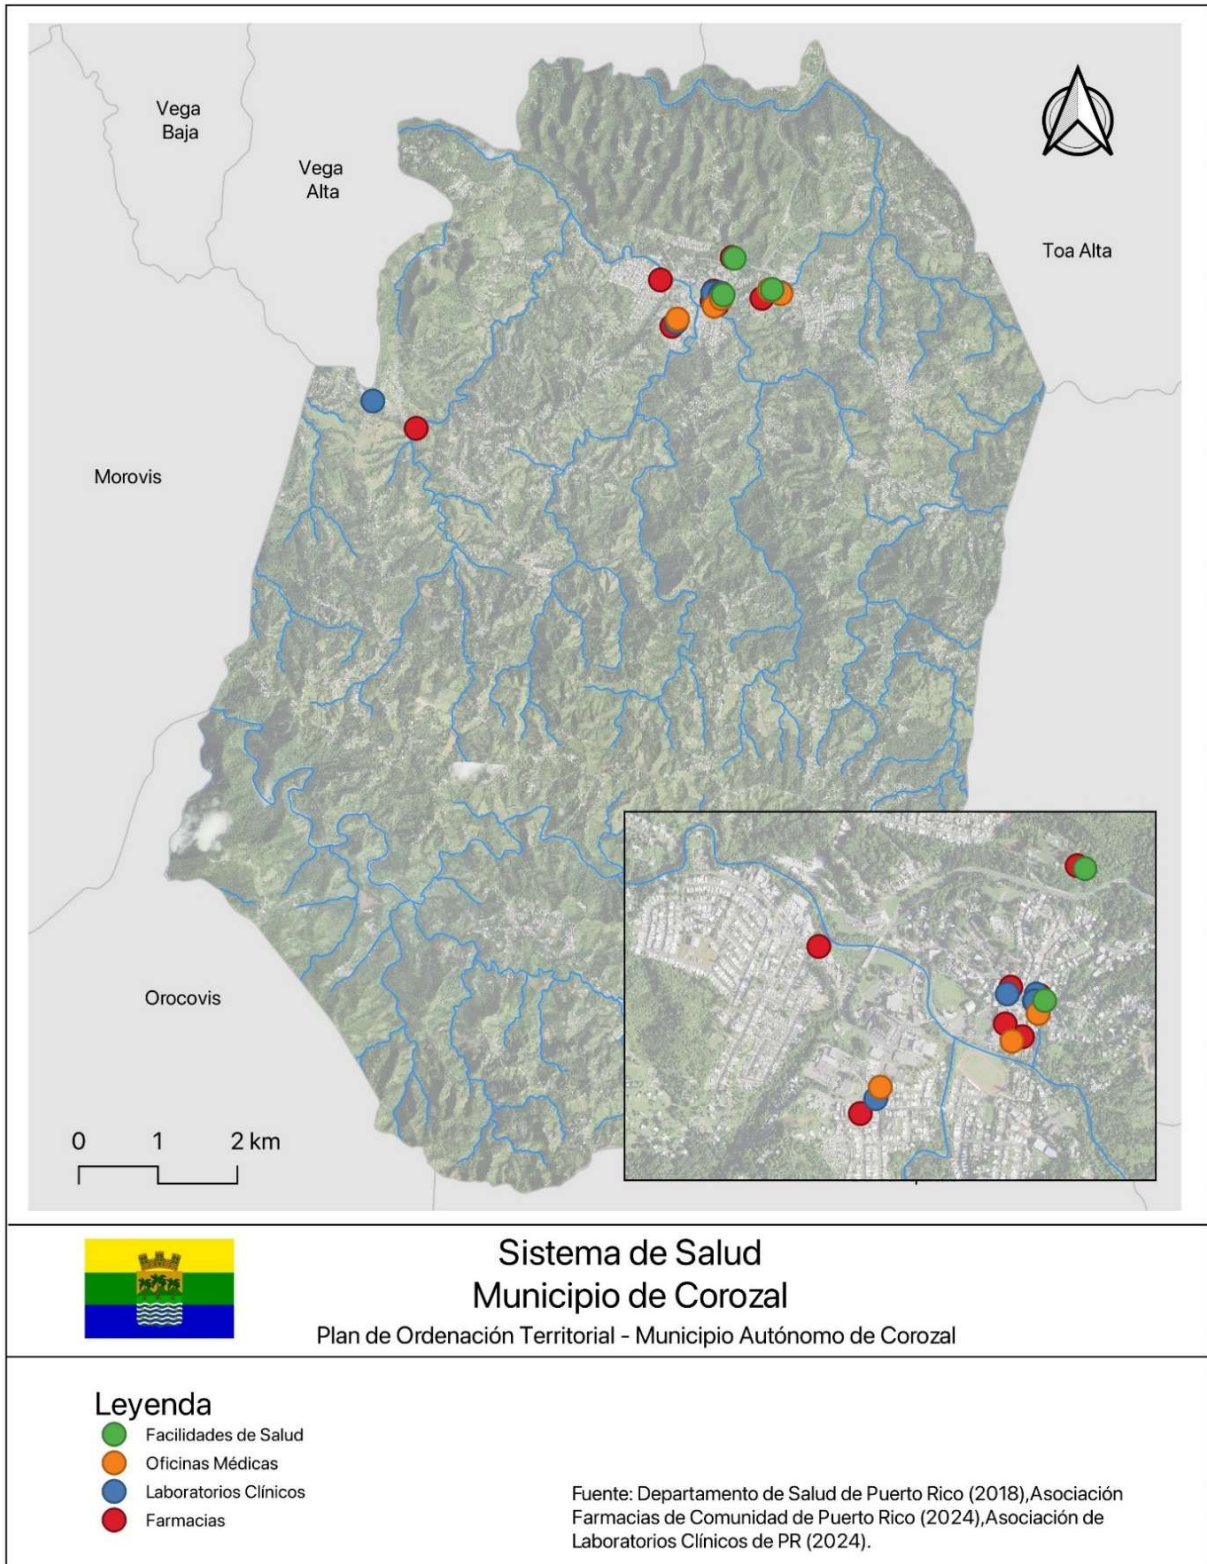 Vega
Baja
Vega
Alta
Toa Alta
Morovis
Orocovis
0 1 2 km
Sistema de Salud
Municipio de Corozal
Plan de Ordenación Territorial - Municipio Autónomo de Corozal
Leyenda
Facilidades de Salud
Oficinas Médicas
Laboratorios Clínicos
Farmacias
Fuente: Departamento de Salud de Puerto Rico (2018),Asociación
Farmacias de Comunidad de Puerto Rico (2024),Asociación de
Laboratorios Clínicos de PR (2024).